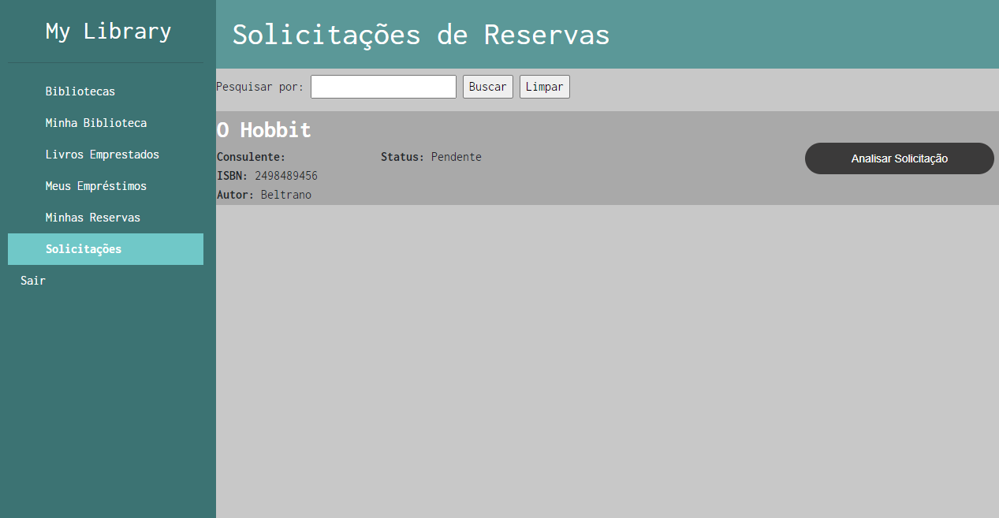 My Library
Bibliotecas
Minha Biblioteca
Livros Emprestados
Meus Empréstimos
Minhas Reservas
Solicitações
Sair
Solicitações de Reservas
Pesquisar por: Buscar Limpar
O Hobbit
Consulente: Status: Pendente
ISBN: 2498489456
Autor: Beltrano
Analisar Solicitação